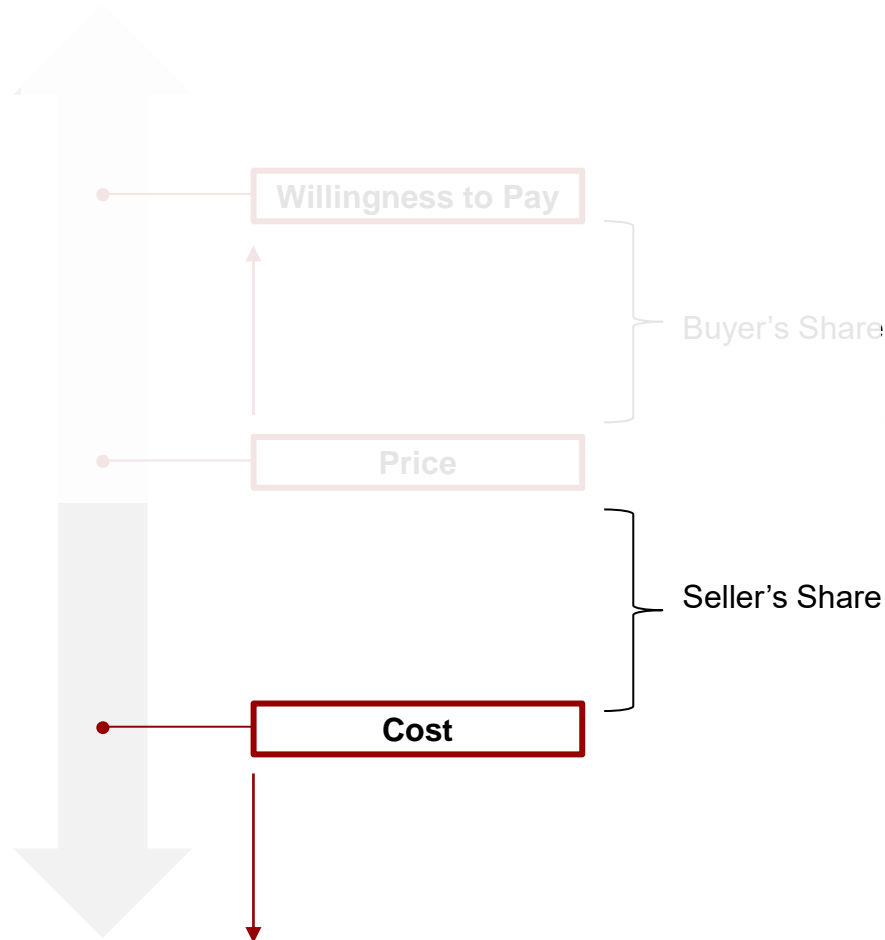 Willingness to Pay
Buyer’s Share
Price
Seller’s Share
Cost